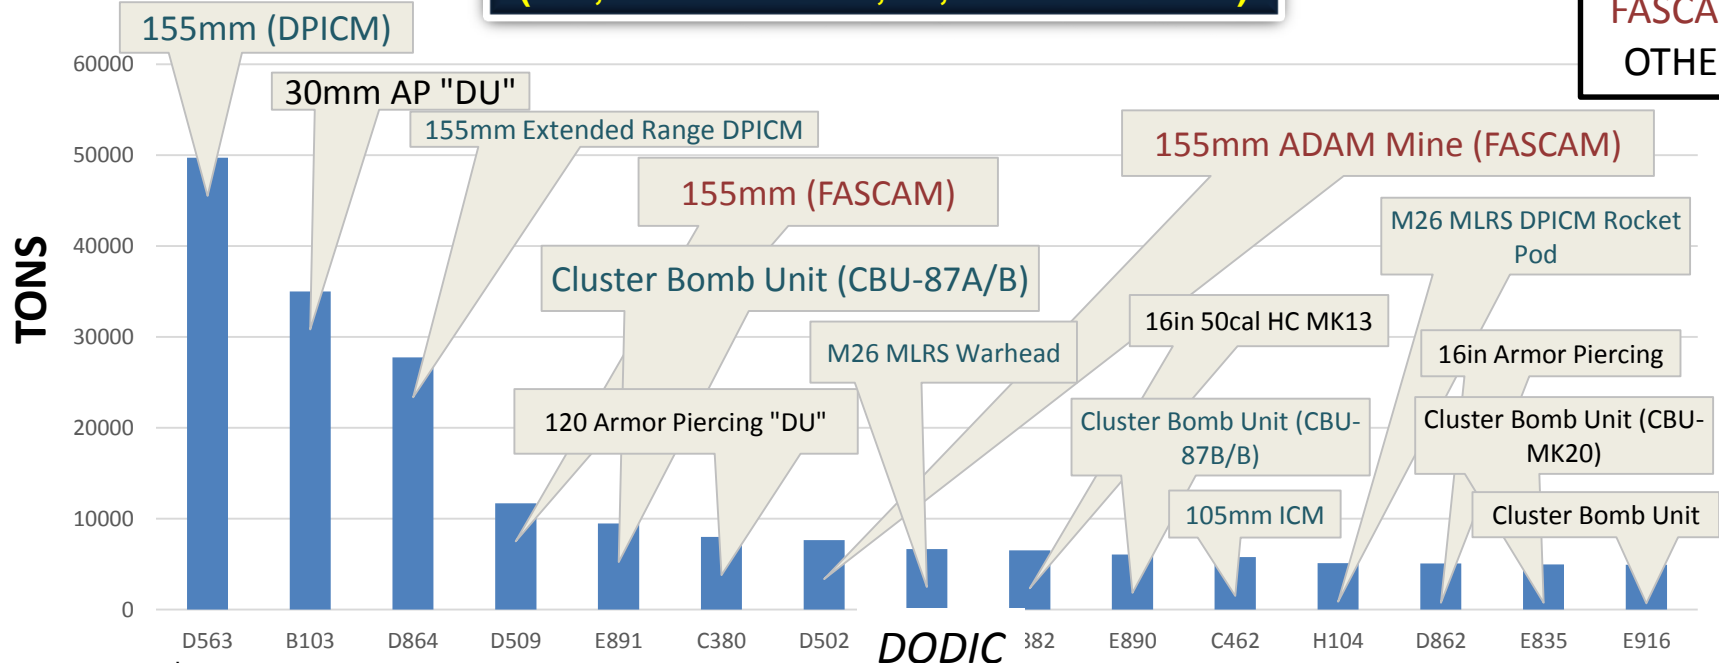 155mm (DPICM)
FASCA
OTHE
60000
30mm AP "DU"
155mm Extended Range DPICM
155mm ADAM Mine (FASCAM)
50000
155mm (FASCAM)
M26 MLRS DPICM Rocket
Pod
40000
Cluster Bomb Unit (CBU-87A/B)
TONS
16in 50cal HC MK13
30000
M26 MLRS Warhead
16in Armor Piercing
120 Armor Piercing "DU"
Cluster Bomb Unit (CBU-
87B/B)
Cluster Bomb Unit (CBU-
MK20)
20000
105mm ICM
Cluster Bomb Unit
10000
0
D563 B103 D864 D509 E891 C380 D502 DODIC 382 E890 C462 H104 D862 E835 E916